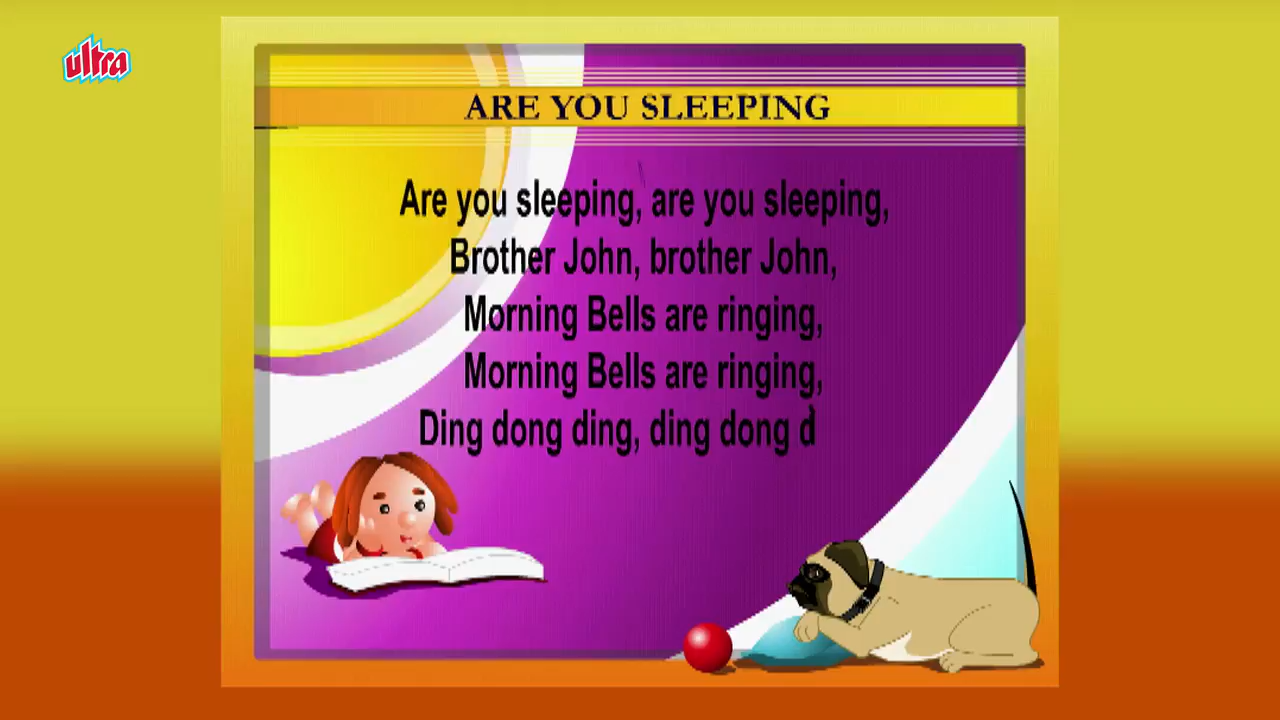 ultra
ARE YOU SLEEPING
Are you sleeping, are you sleeping,
Brother John, brother John,
Morning Bells are ringing,
Morning Bells are ringing,
Ding dong ding, ding dong d